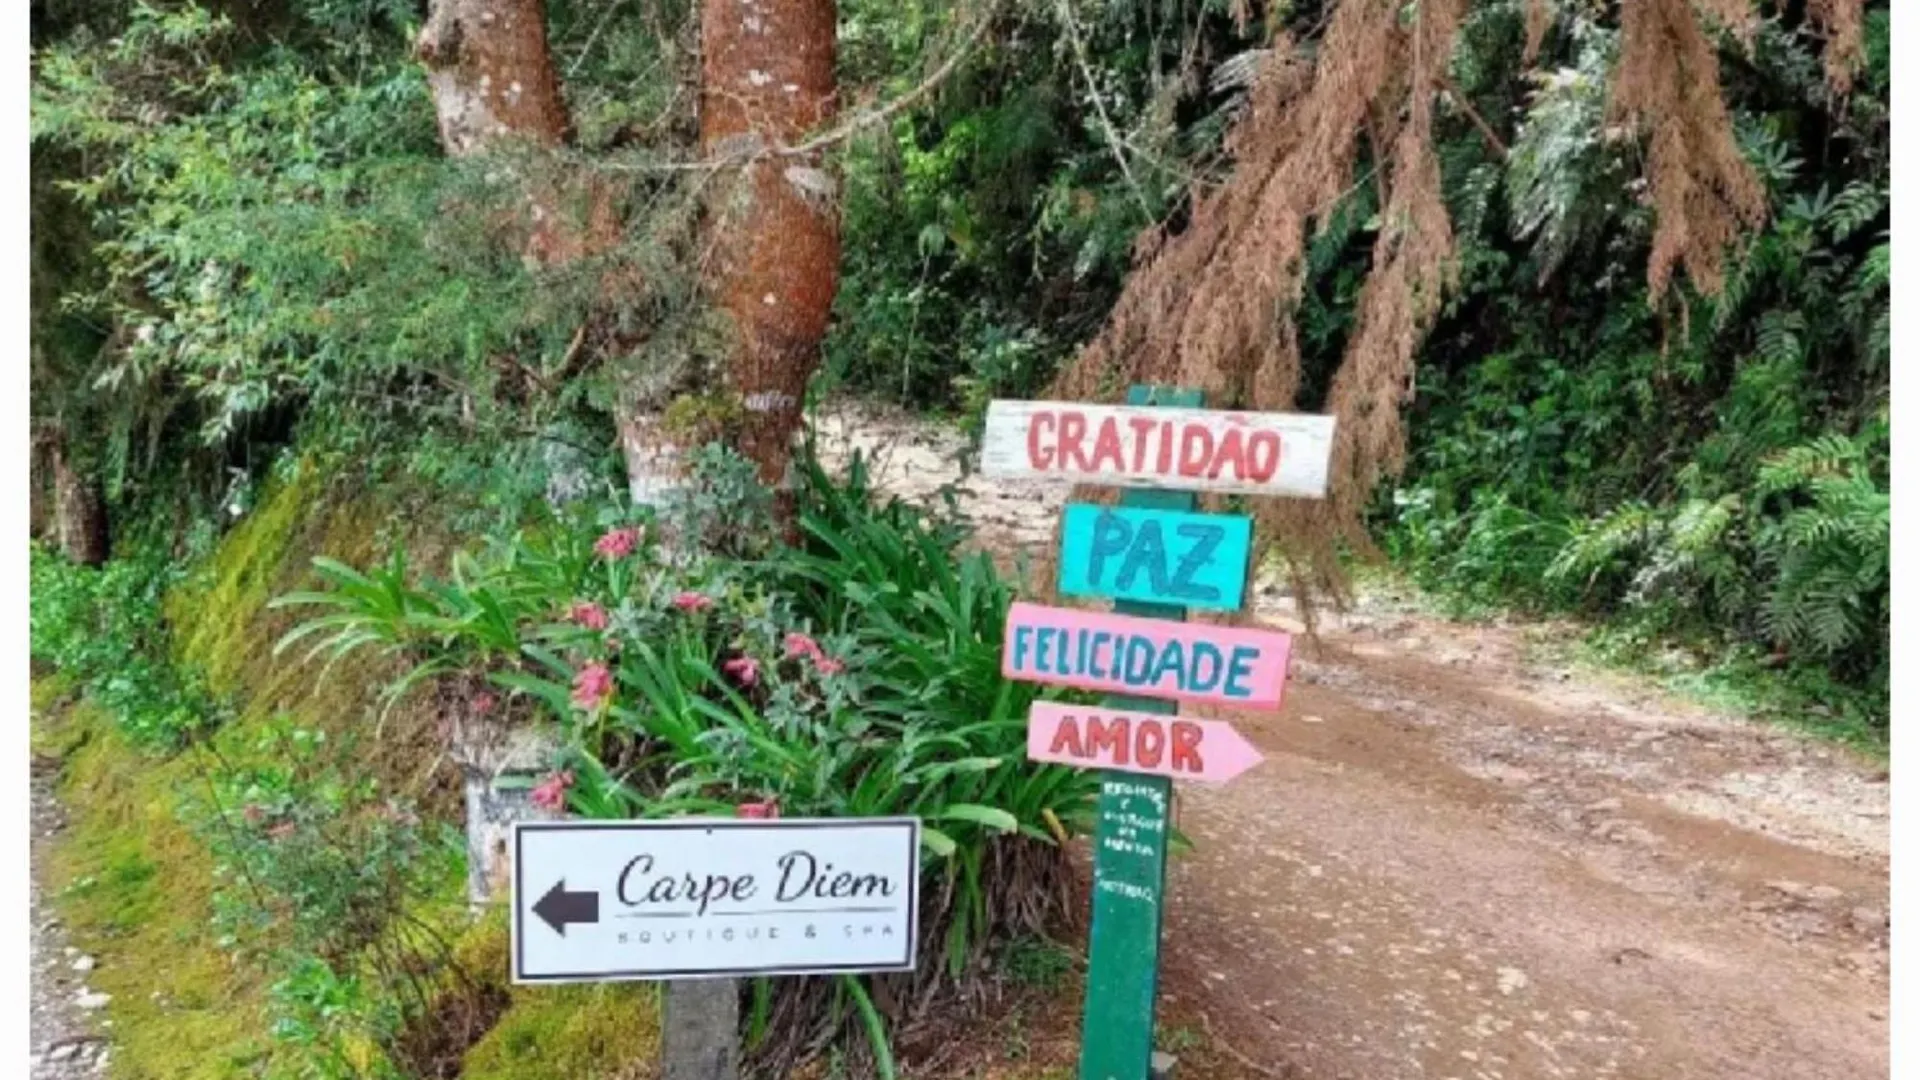 GRATIDÃO
PAZ
FELICIDADE
AMOR
Carpe Diem
BOUTIQUE & SPA